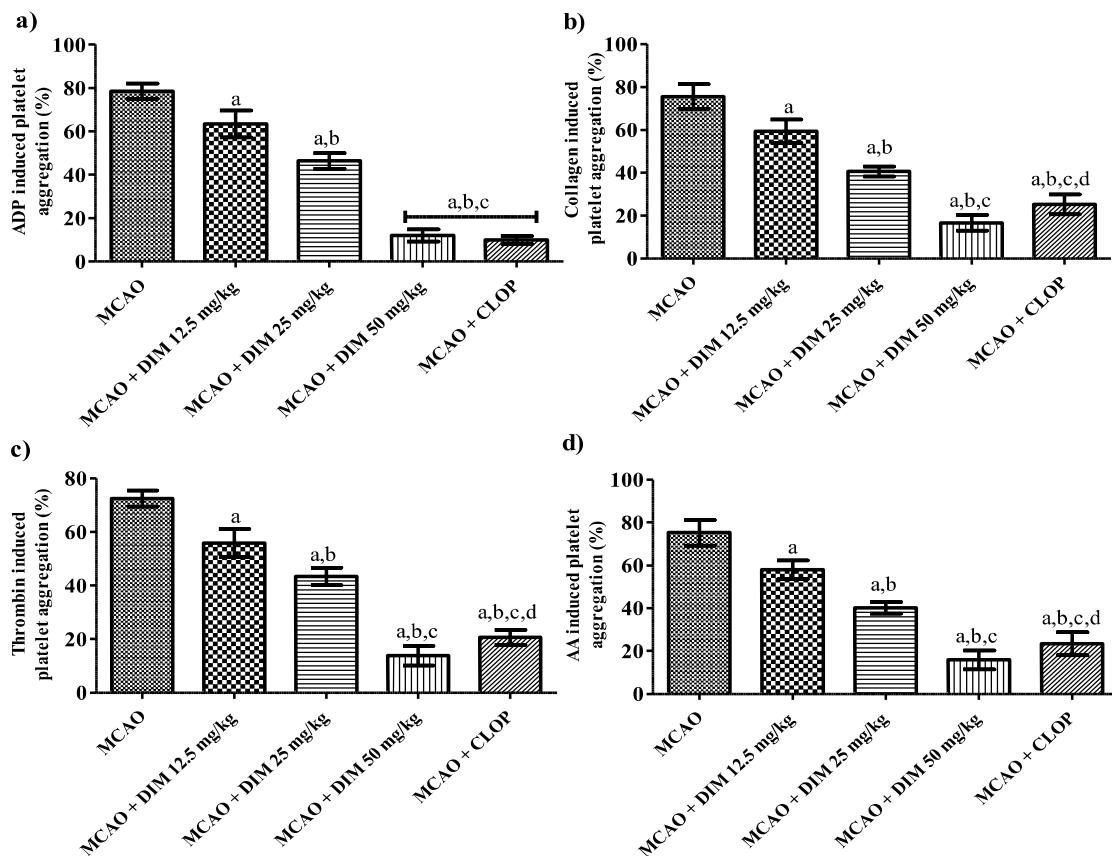 a)
ADP induced platelet
aggregation (%)
100
80
60
40
20
0
a
a,b
a,b,c
MCAO
MCAO + DIM 12.5 mg/kg
MCAO + DIM 25 mg/kg
MCAO + DIM 50 mg/kg
MCAO + CLOP
b)
Collagen induced
platelet aggregation (%)
100
80
60
40
20
0
a
a,b
a,b,c
a,b,c,d
MCAO
MCAO + DIM 12.5 mg/kg
MCAO + DIM 25 mg/kg
MCAO + DIM 50 mg/kg
MCAO + CLOP
c)
Thrombin induced
platelet aggregation (%)
80
60
40
20
0
a
a,b
a,b,c
a,b,c,d
MCAO
MCAO + DIM 12.5 mg/kg
MCAO + DIM 25 mg/kg
MCAO + DIM 50 mg/kg
MCAO + CLOP
d)
AA induced platelet
aggregation (%)
100
80
60
40
20
0
a
a,b
a,b,c
a,b,c,d
MCAO
MCAO + DIM 12.5 mg/kg
MCAO + DIM 25 mg/kg
MCAO + DIM 50 mg/kg
MCAO + CLOP